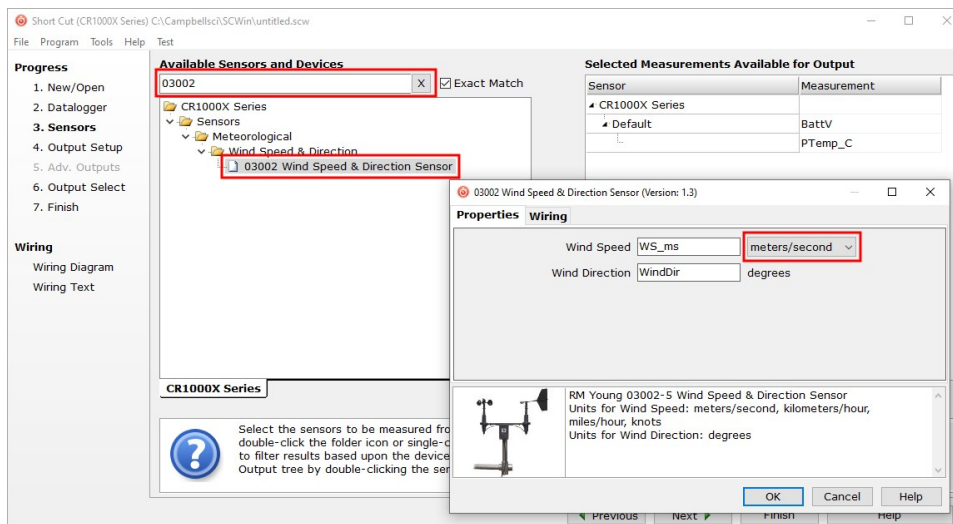 Short Cut (CR1000X Series) C:\Campbellsci\SCWin\untitled.scw
File Program Tools Help Test
Progress
1. New/Open
2. Datalogger
3. Sensors
4. Output Setup
5. Adv. Outputs
6. Output Select
7. Finish
Wiring
Wiring Diagram
Wiring Text
Available Sensors and Devices
03002 X Exact Match
CR1000X Series
Sensors
Meteorological
Wind Speed & Direction
03002 Wind Speed & Direction Sensor
CR1000X Series
Select the sensors to be measured
double-click the folder icon or
to filter results based upon the device
Output tree by double-clicking the
Selected Measurements Available for Output
Sensor Measurement
CR1000X Series
Default BattV
PTemp_C
03002 Wind Speed & Direction Sensor (Version: 1.3)
Properties Wiring
Wind Speed WS_ms meters/second
Wind Direction WindDir degrees
RM Young 03002-5 Wind Speed & Direction Sensor
Units for Wind Speed: meters/second, kilometers/hour,
miles/hour, knots
Units for Wind Direction: degrees
OK Cancel Help
Previous Next Finish Help